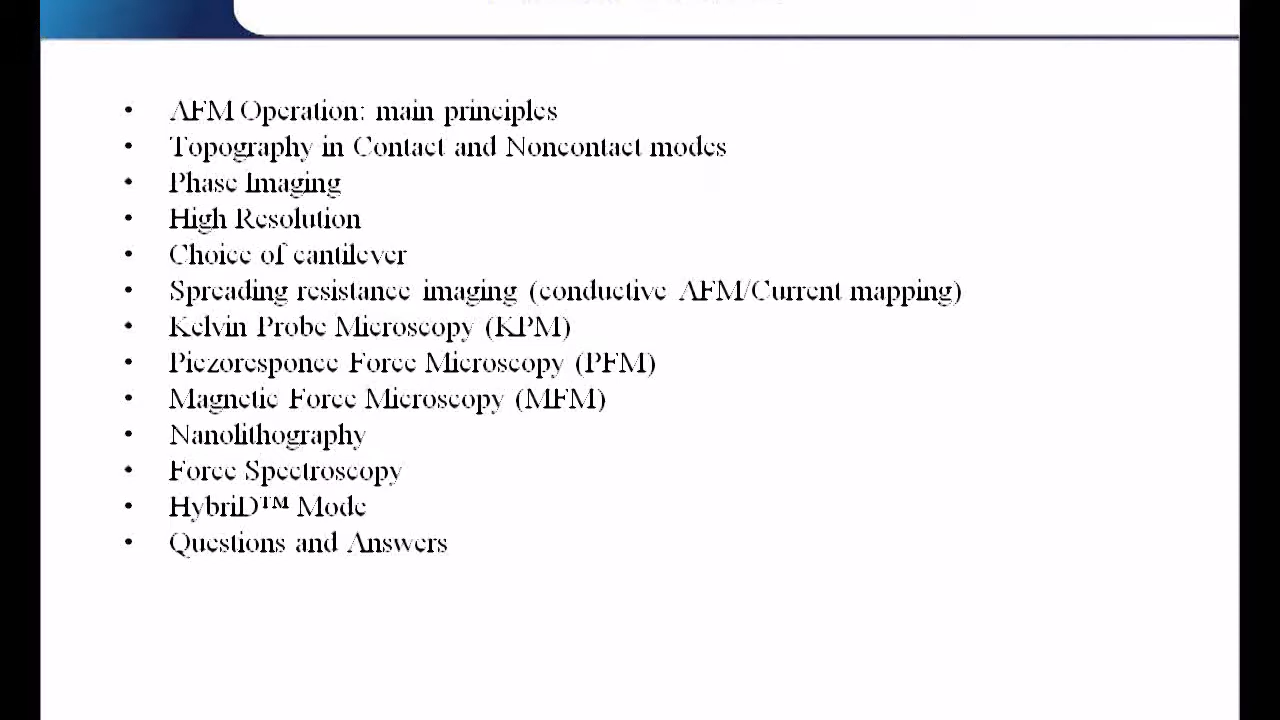 • AFM Operation: main principles
• Topography in Contact and Noncontact modes
• Phase Imaging
• High Resolution
• Choice of cantilever
• Spreading resistance imaging (conductive AFM/Current mapping)
• Kelvin Probe Microscopy (KPM)
• Piezoresponce Force Microscopy (PFM)
• Magnetic Force Microscopy (MFM)
• Nanolithography
• Force Spectroscopy
• HybriD™ Mode
• Questions and Answers